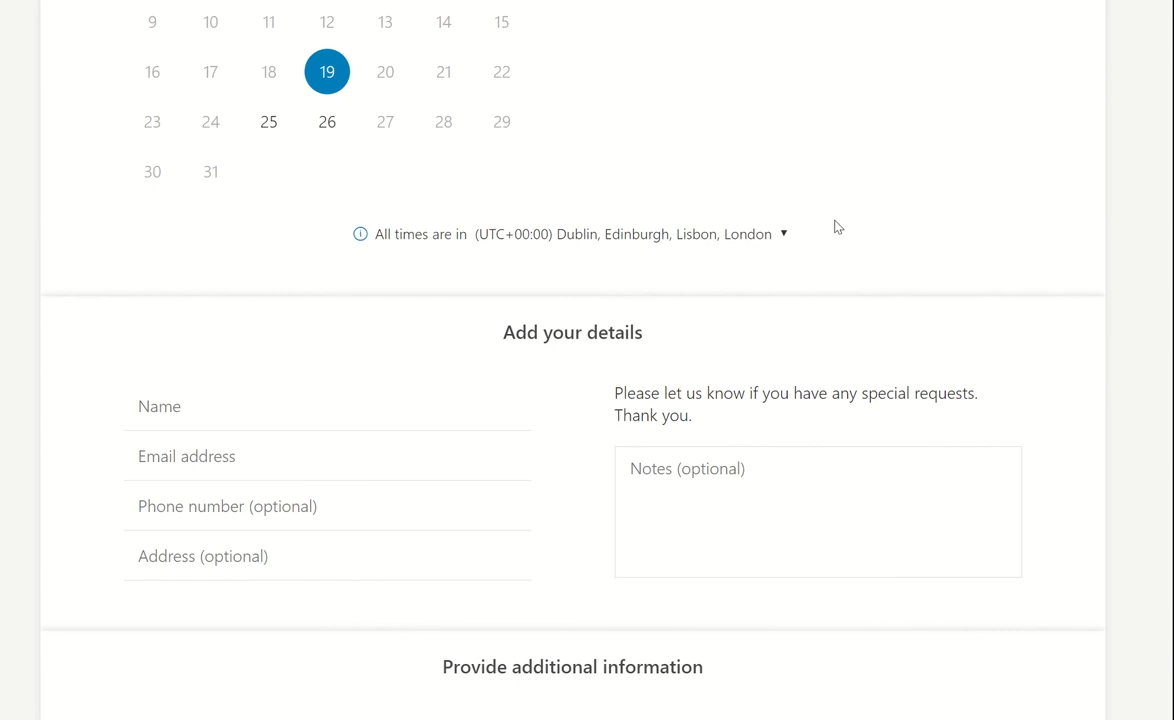 9 10 11 12 13 14 15
16 17 18 19 20 21 22
23 24 25 26 27 28 29
30 31
All times are in (UTC+00:00) Dublin, Edinburgh, Lisbon, London
Add your details
Name
Email address
Phone number (optional)
Address (optional)
Please let us know if you have any special requests.
Thank you.
Notes (optional)
Provide additional information